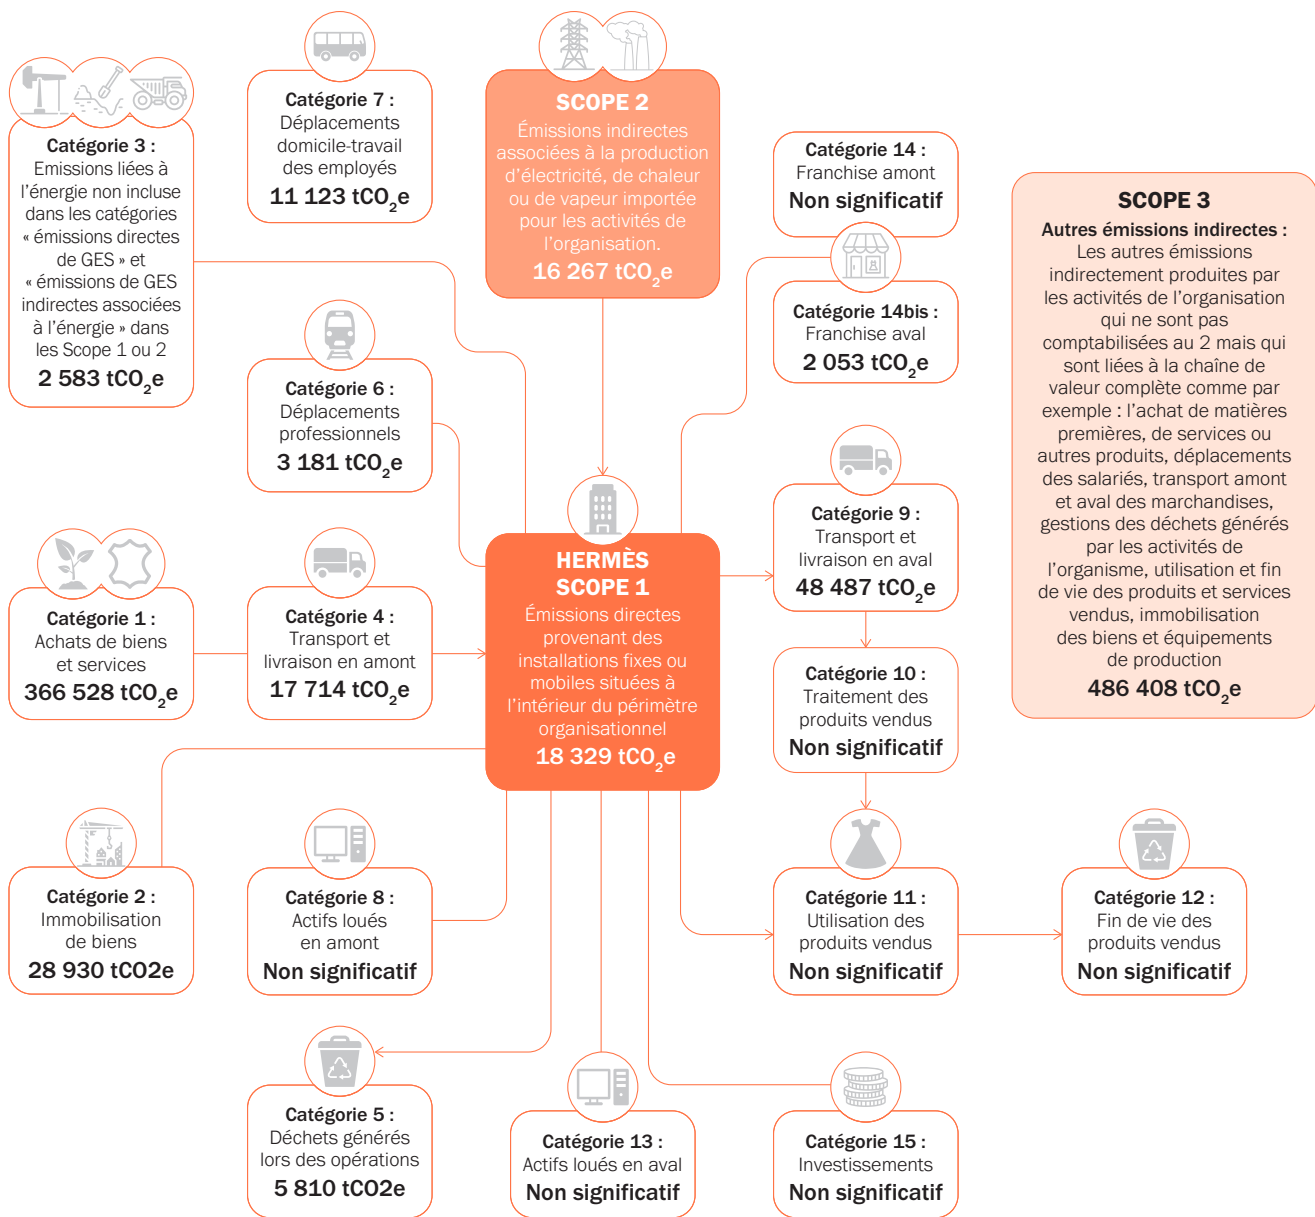 Catégorie 3 :
Emissions liées à
l'énergie non incluse
dans les catégories
« émissions directes
de GES » et
« émissions de GES
indirectes associées
à l'énergie » dans
les Scope 1 ou 2
2 583 tCO2e
Catégorie 7 :
Déplacements
domicile-travail
des employés
11 123 tCO2e
SCOPE 2
Émissions indirectes
associées à la production
d'électricité, de chaleur
ou de vapeur importée
pour les activités de
l'organisation.
16 267 tCO2e
Catégorie 14 :
Franchise amont
Non significatif
Catégorie 14bis :
Franchise aval
2 053 tCO2e
SCOPE 3
Autres émissions indirectes :
Les autres émissions
indirectement produites par
les activités de l'organisation
qui ne sont pas
comptabilisées au 2 mais qui
sont liées à la chaîne de
valeur complète comme par
exemple : l'achat de matières
premières, de services ou
autres produits, déplacements
des salariés, transport amont
et aval des marchandises,
gestions des déchets générés
par les activités de
l'organisme, utilisation et fin
de vie des produits et services
vendus, immobilisation
des biens et équipements
de production
486 408 tCO2e
Catégorie 6 :
Déplacements
professionnels
3 181 tCO2e
Catégorie 1 :
Achats de biens
et services
366 528 tCO2e
Catégorie 4 :
Transport et
livraison en amont
17 714 tCO2e
HERMÈS
SCOPE 1
Émissions directes
provenant des
installations fixes ou
mobiles situées à
l'intérieur du périmètre
organisationnel
18 329 tCO2e
Catégorie 9 :
Transport et
livraison en aval
48 487 tCO2e
Catégorie 10 :
Traitement des
produits vendus
Non significatif
Catégorie 2 :
Immobilisation
de biens
28 930 tCO2e
Catégorie 8 :
Actifs loués
en amont
Non significatif
Catégorie 11 :
Utilisation des
produits vendus
Non significatif
Catégorie 12 :
Fin de vie des
produits vendus
Non significatif
Catégorie 5 :
Déchets générés
lors des opérations
5 810 tCO2e
Catégorie 13 :
Actifs loués en aval
Non significatif
Catégorie 15 :
Investissements
Non significatif